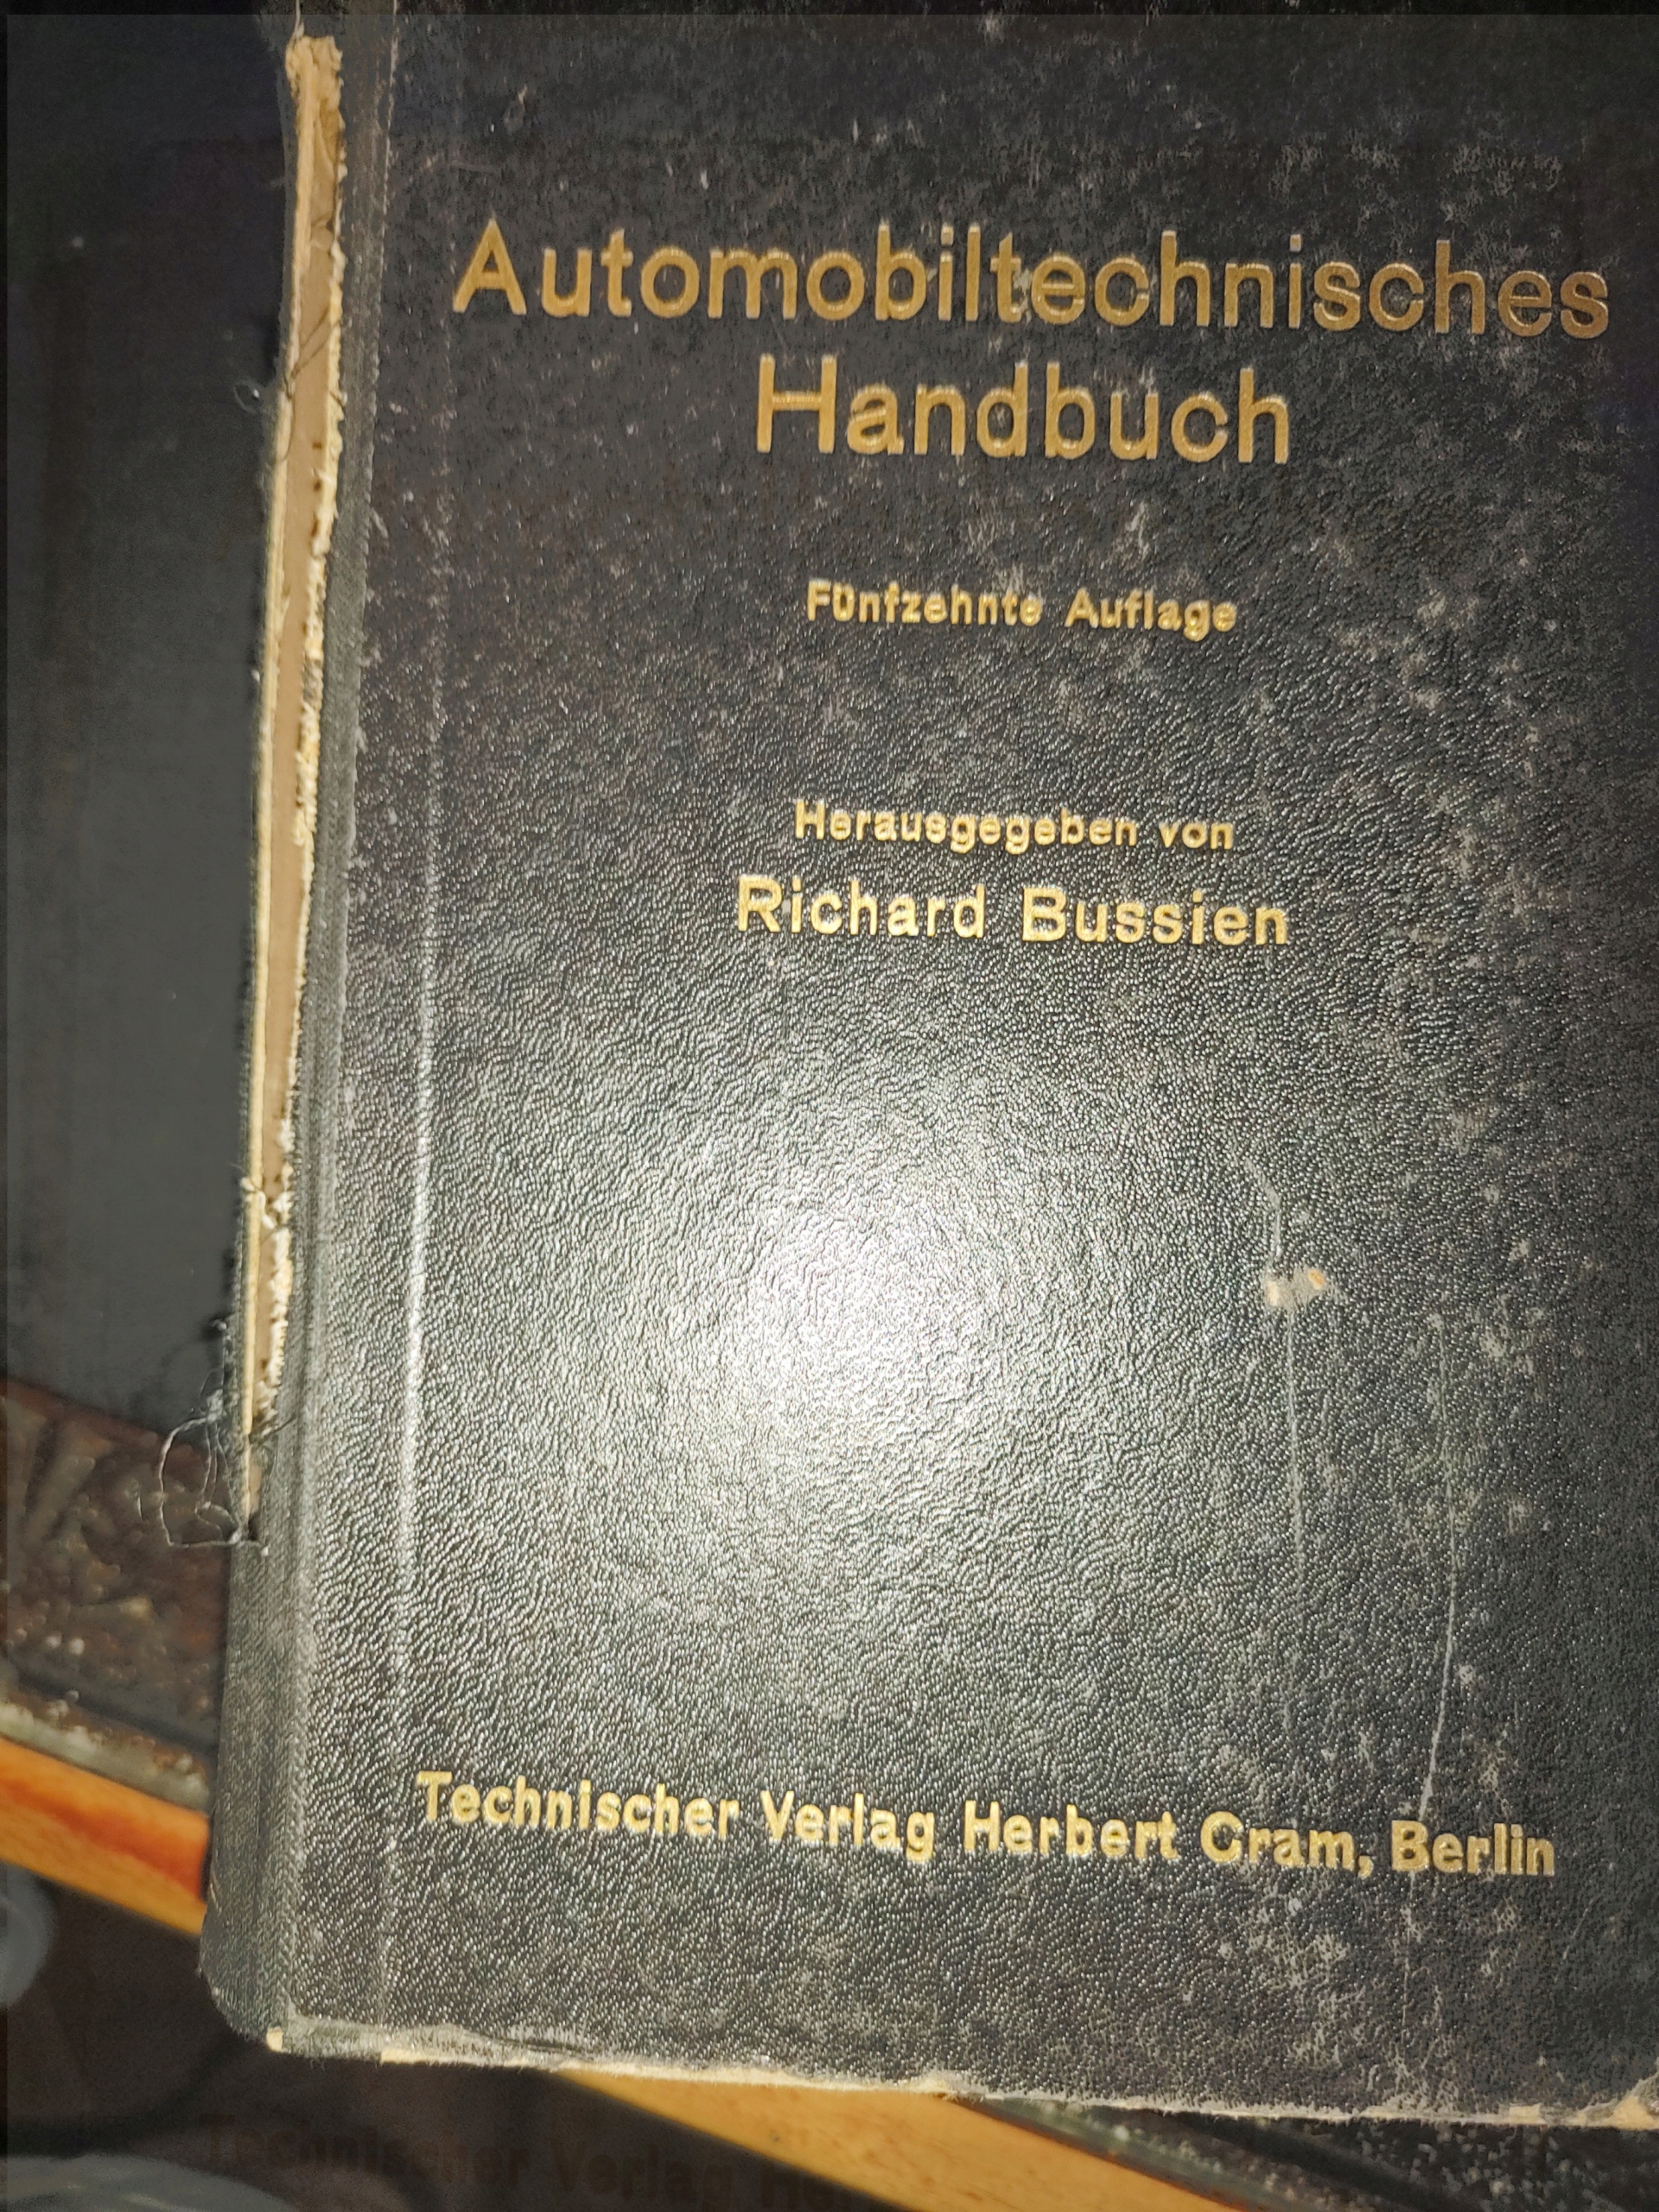 Automobiltechnisches
Handbuch
Fünfzehnte Auflage
Herausgegeben von
Richard Bussien
Technischer Verlag Herbert Cram, Berlin